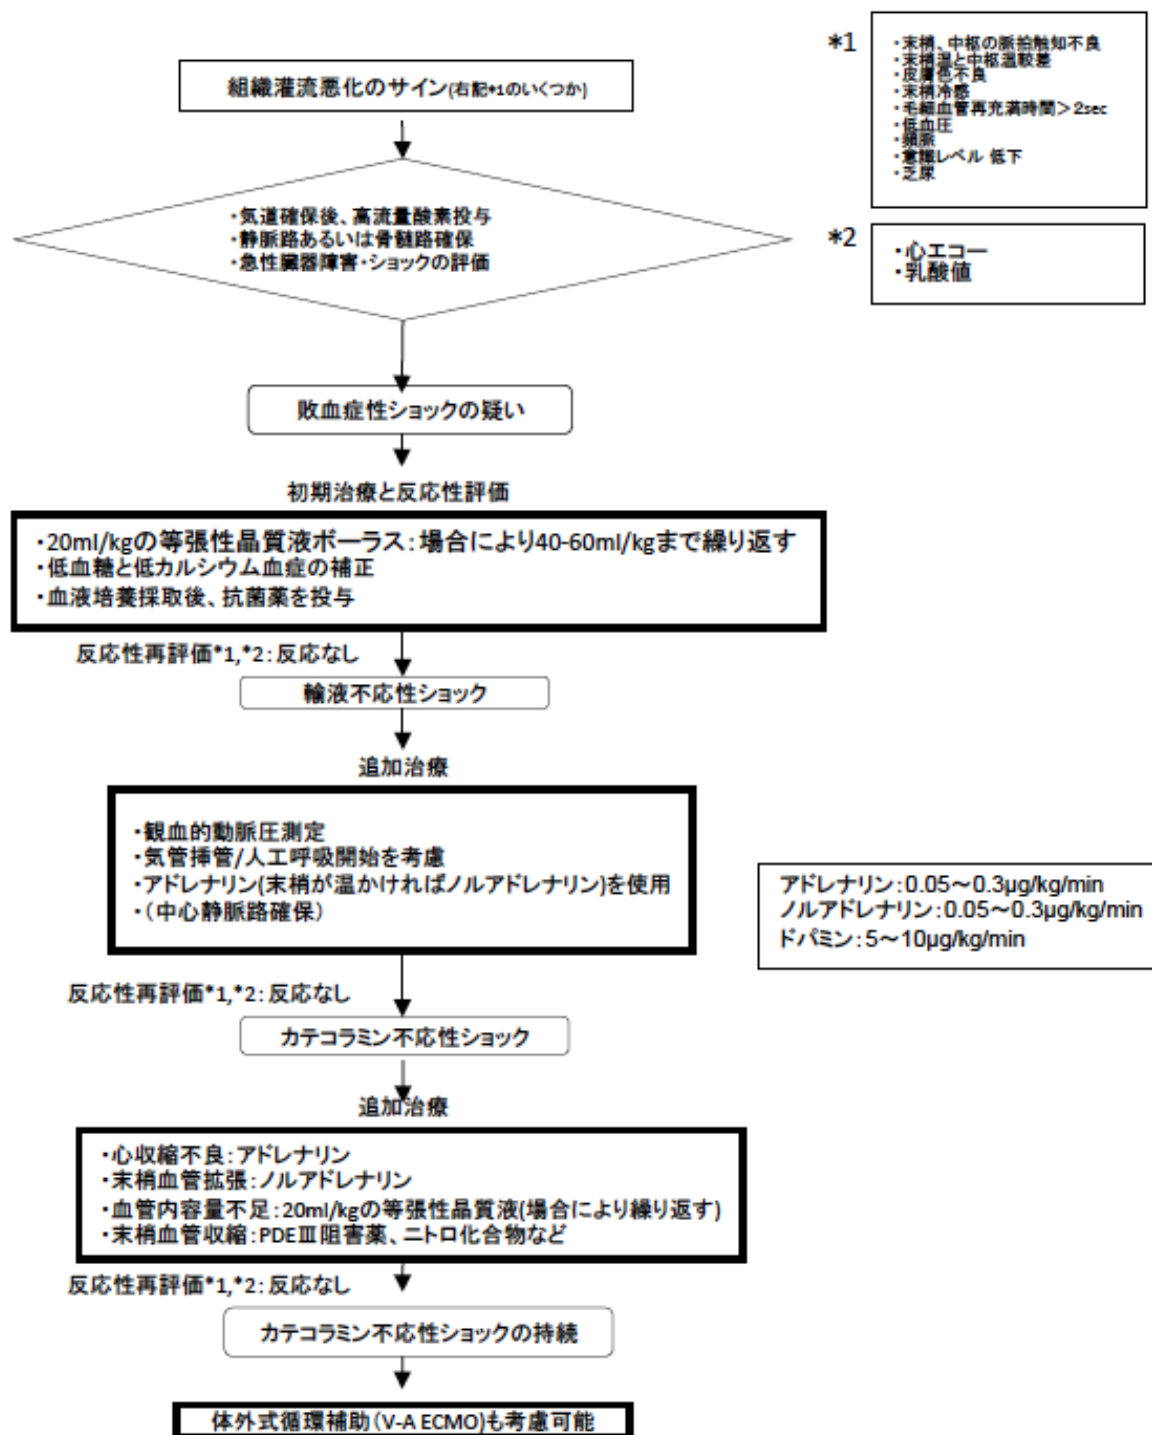 組織灌流悪化のサイン(右記*1のいくつか)
*1
・末梢、中枢の脈拍触知不良
・末梢温と中枢温較差
・皮膚色不良
・末梢冷感
・毛細血管再充満時間＞2sec
・低血圧
・頻脈
・意識レベル 低下
・乏尿
・気道確保後、高流量酸素投与
・静脈路あるいは骨髄路確保
・急性臓器障害・ショックの評価
*2
・心エコー
・乳酸値
敗血症性ショックの疑い
初期治療と反応性評価
・20ml/kgの等張性晶質液ボーラス：場合により40-60ml/kgまで繰り返す
・低血糖と低カルシウム血症の補正
・血液培養採取後、抗菌薬を投与
反応性再評価*1,*2：反応なし
輸液不応性ショック
追加治療
・観血的動脈圧測定
・気管挿管/人工呼吸開始を考慮
・アドレナリン(末梢が温かければノルアドレナリン)を使用
・（中心静脈路確保）
アドレナリン：0.05～0.3μg/kg/min
ノルアドレナリン：0.05～0.3μg/kg/min
ドパミン：5～10μg/kg/min
反応性再評価*1,*2：反応なし
カテコラミン不応性ショック
追加治療
・心収縮不良：アドレナリン
・末梢血管拡張：ノルアドレナリン
・血管内容量不足：20ml/kgの等張性晶質液(場合により繰り返す)
・末梢血管収縮：PDEⅢ阻害薬、ニトロ化合物など
反応性再評価*1,*2：反応なし
カテコラミン不応性ショックの持続
体外式循環補助（V-A ECMO)も考慮可能